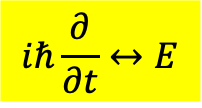 iℏ ∂/∂t ↔ E